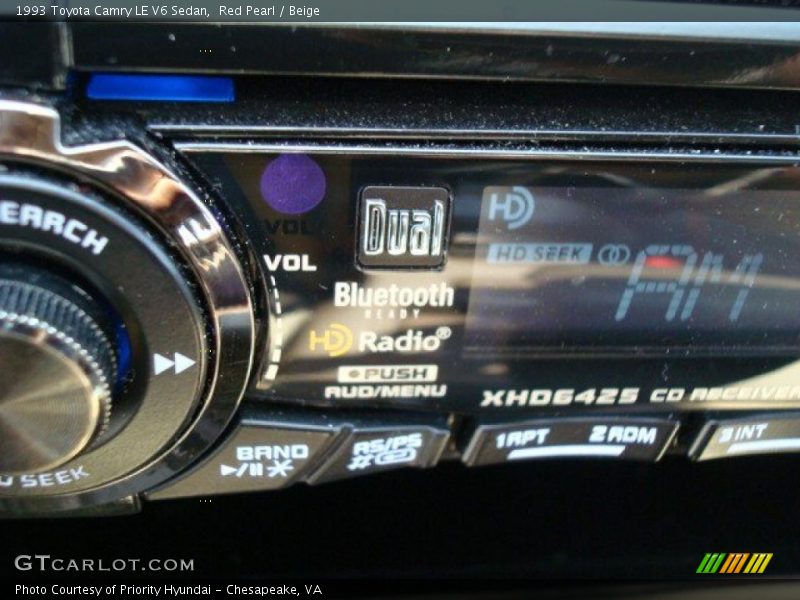 1993 Toyota Camry LE V6 Sedan,  Red Pearl / Beige
EARCH
VOL
VOL
Dual
HD
HD SEEK
AM
Bluetooth
READY
HD Radio®
PUSH
AUD/MENU
XHD6425 CD RECEIVER
BAND
RS/PS
1RPT
2RDM
3INT
SEEK
GTCARLOT.COM
Photo Courtesy of Priority Hyundai - Chesapeake, VA